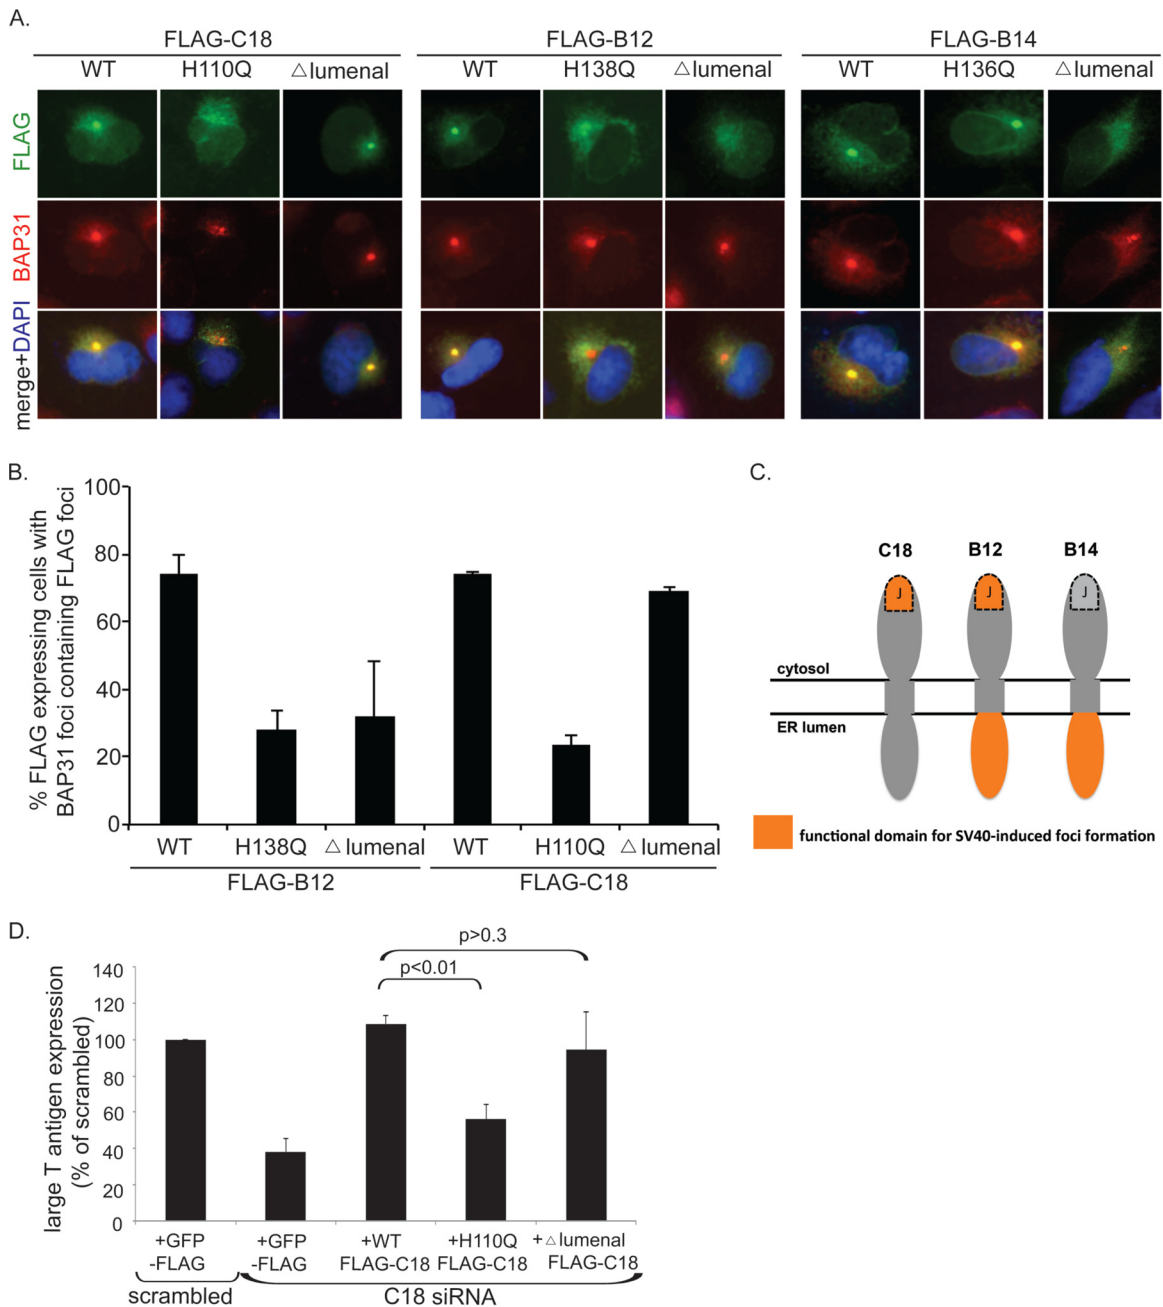 A.
FLAG-C18
FLAG-B12
FLAG-B14
WT H110Q △lumenal
WT H138Q △lumenal
WT H136Q △lumenal
FLAG
BAP31
merge+DAPI
B.
% FLAG expressing cells with
BAP31 foci containing FLAG foci
100
80
60
40
20
0
WT H138Q △lumenal WT H110Q △lumenal
FLAG-B12 FLAG-C18
C.
C18 B12 B14
J J J
cytosol
ER lumen
functional domain for SV40-induced foci formation
D.
large T antigen expression
(% of scrambled)
140
120
100
80
60
40
20
0
p>0.3
p<0.01
+GFP
-FLAG
+GFP
-FLAG
+WT
FLAG-C18
+H110Q
FLAG-C18
+△lumenal
FLAG-C18
scrambled
C18 siRNA